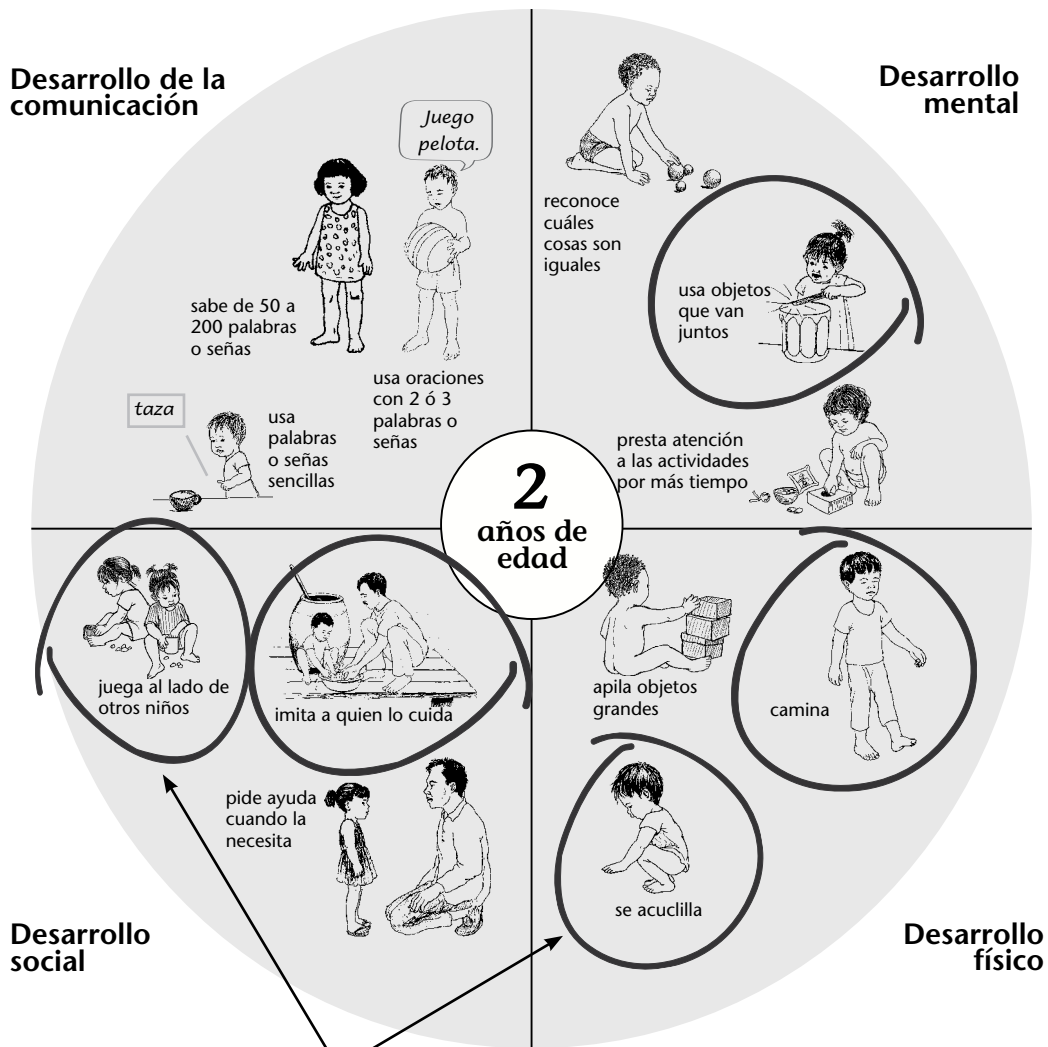 Desarrollo de la
comunicación
Juego
pelota.
sabe de 50 a
200 palabras
o señas
usa oraciones
con 2 ó 3
palabras o
señas
taza
usa
palabras
o señas
sencillas
Desarrollo
mental
reconoce
cuáles
cosas son
iguales
usa objetos
que van
juntos
presta atención
a las actividades
por más tiempo
2
años de
edad
juega al lado de
otros niños
imita a quien lo cuida
pide ayuda
cuando la
necesita
Desarrollo
social
apila objetos
grandes
camina
se acuclilla
Desarrollo
físico